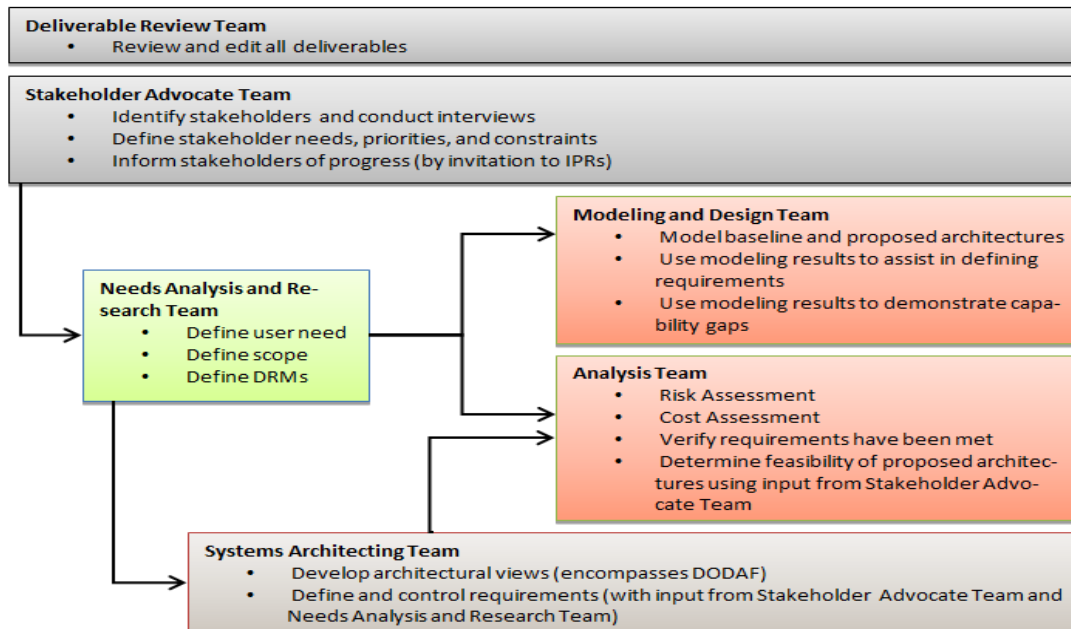 Deliverable Review Team
• Review and edit all deliverables
Stakeholder Advocate Team
• Identify stakeholders and conduct interviews
• Define stakeholder needs, priorities, and constraints
• Inform stakeholders of progress (by invitation to IPRs)
Modeling and Design Team
• Model baseline and proposed architectures
• Use modeling results to assist in defining
requirements
• Use modeling results to demonstrate capa-
bility gaps
Needs Analysis and Re-
search Team
• Define user need
• Define scope
• Define DRMs
Analysis Team
• Risk Assessment
• Cost Assessment
• Verify requirements have been met
• Determine feasibility of proposed architec-
tures using input from Stakeholder Advo-
cate Team
Systems Architecting Team
• Develop architectural views (encompasses DODAF)
• Define and control requirements (with input from Stakeholder Advocate Team and
Needs Analysis and Research Team)